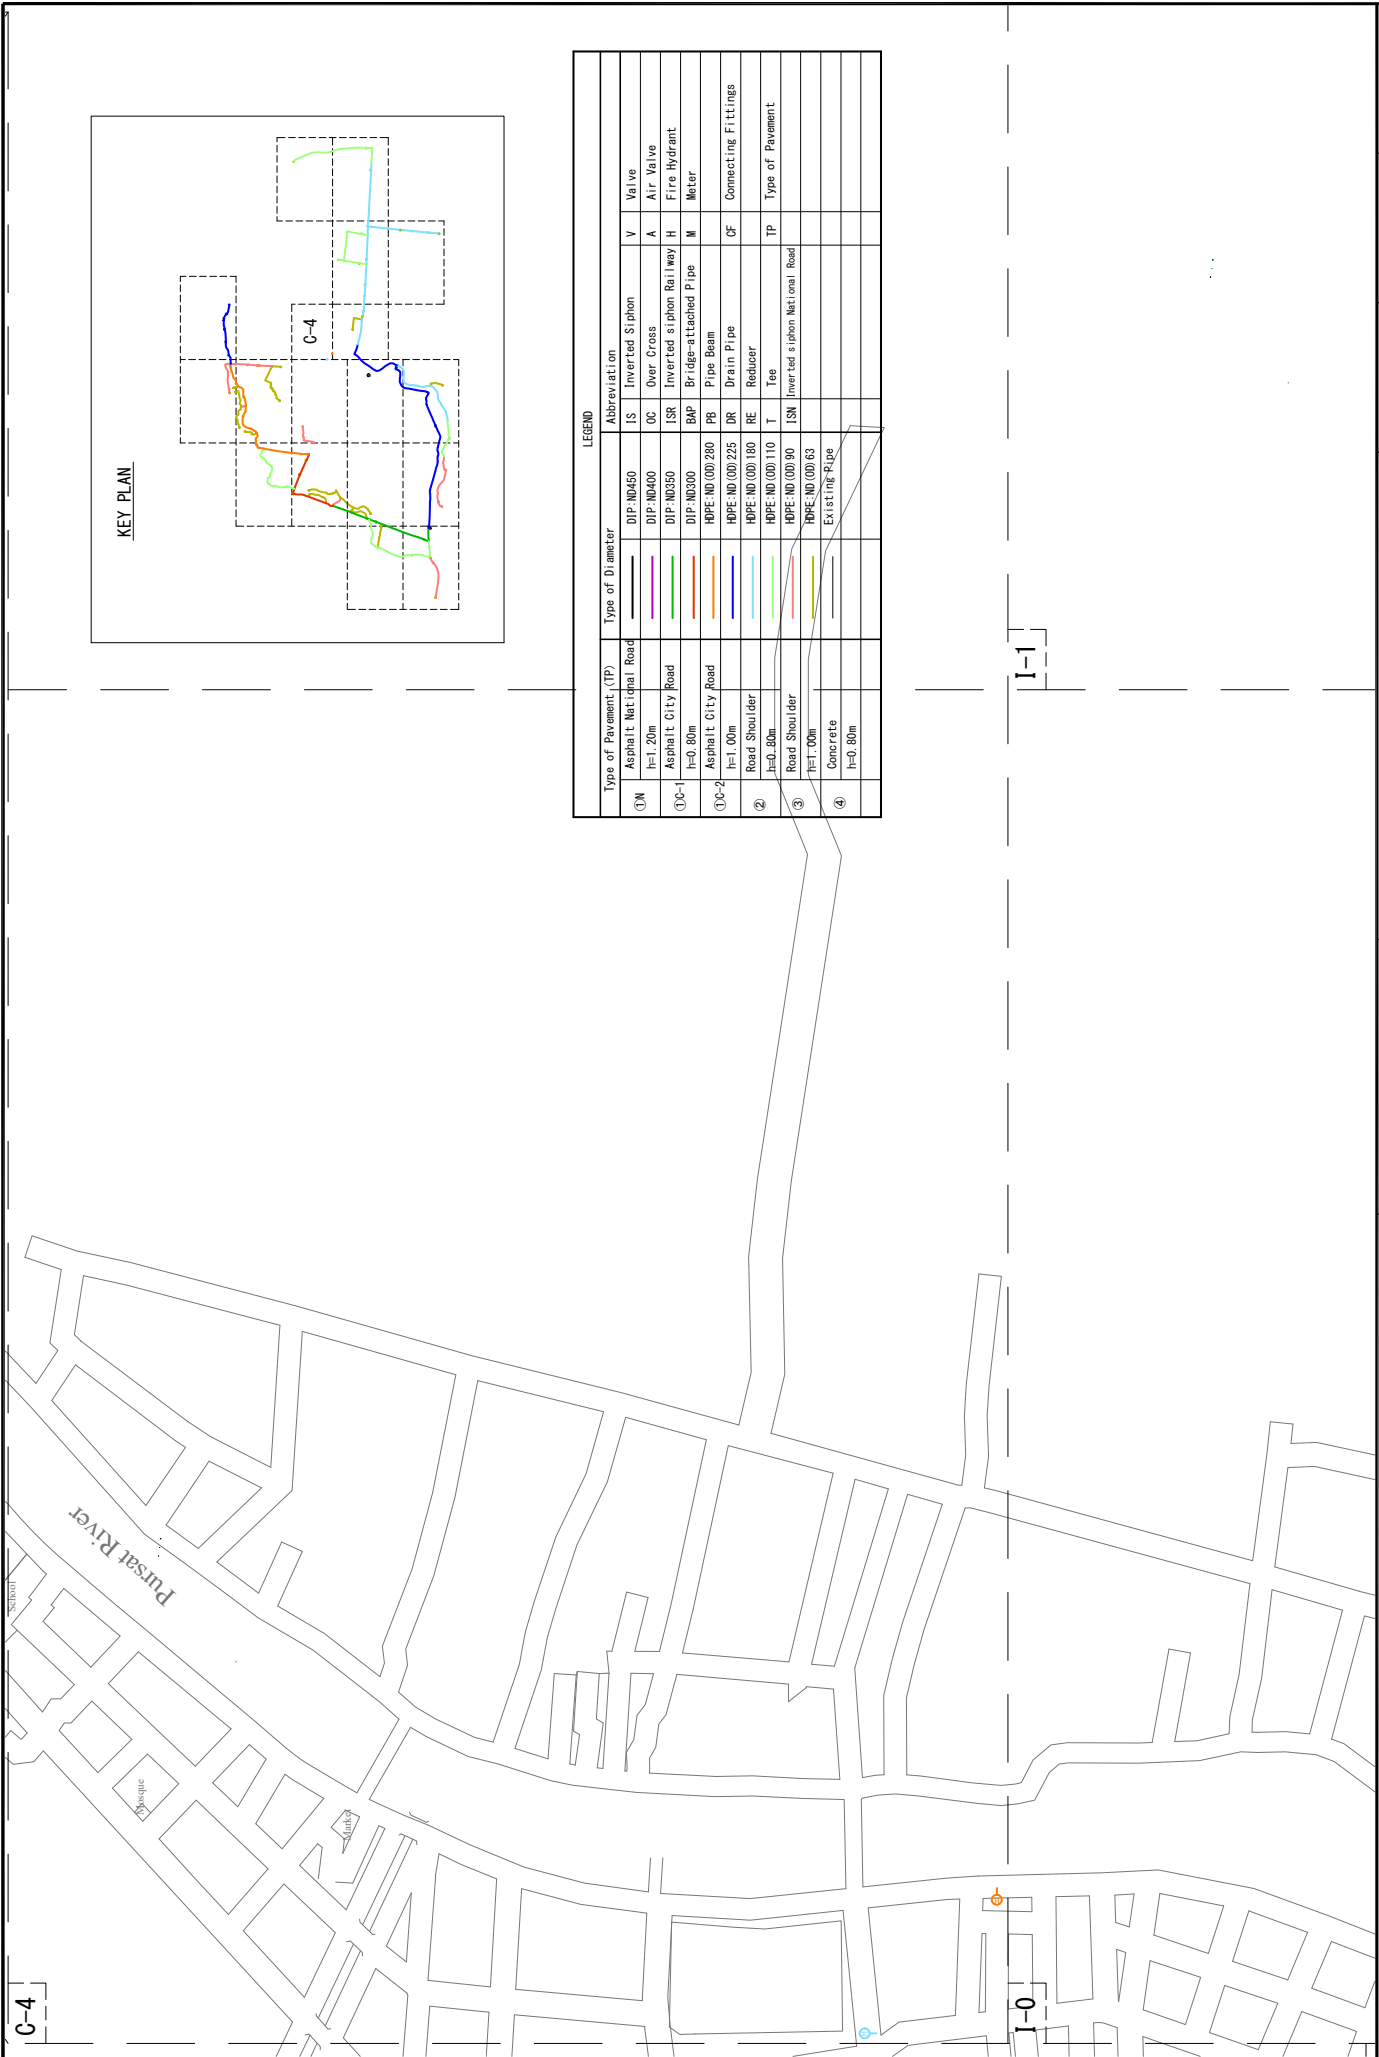 KEY PLAN
C-4
LEGEND
Type of Pavement (TP) Type of Diameter Abbreviation
①N Asphalt National Road DIP:ND450 IS Inverted Siphon V Valve
h=1.20m DIP:ND400 OC Over Cross A Air Valve
①C-1 Asphalt City Road DIP:ND350 ISR Inverted siphon Railway H Fire Hydrant
h=0.80m DIP:ND300 BAP Bridge-attached Pipe M Meter
①C-2 Asphalt City Road HDPE:ND(OD)280 PB Pipe Beam
h=1.00m HDPE:ND(OD)225 DR Drain Pipe CF Connecting Fittings
② Road Shoulder HDPE:ND(OD)180 RE Reducer
h=0.80m HDPE:ND(OD)110 T Tee TP Type of Pavement
③ Road Shoulder HDPE:ND(OD)90 ISN Inverted siphon National Road
h=1.00m HDPE:ND(OD)63
④ Concrete Existing Pipe
h=0.80m
I-1
Pursat River
School
Mosque
Market
C-4
I-0